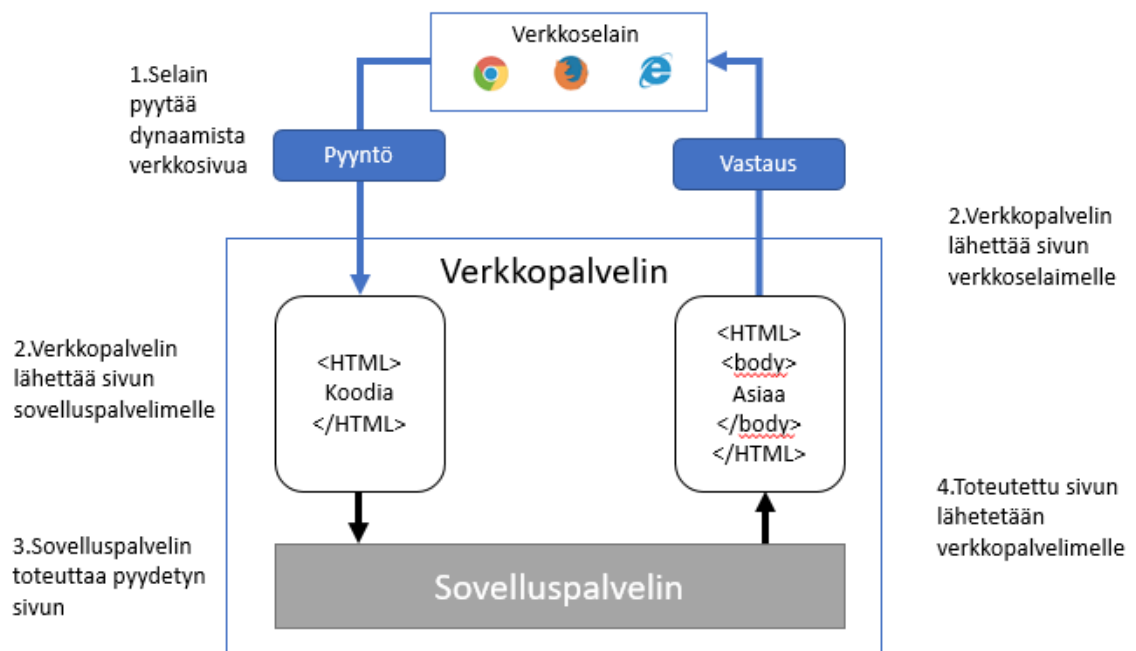 Verkkoselain
1.Selain
pyytää
dynaamista
verkkosivua
Pyyntö
Vastaus
2.Verkkopalvelin
lähettää sivun
verkkoselaimelle
Verkkopalvelin
2.Verkkopalvelin
lähettää sivun
sovelluspalvelimelle
<HTML>
Koodia
</HTML>
<HTML>
<body>
Asiaa
</body>
</HTML>
3.Sovelluspalvelin
toteuttaa pyydetyn
sivun
4.Toteutettu sivun
lähetetään
verkkopalvelimelle
Sovelluspalvelin